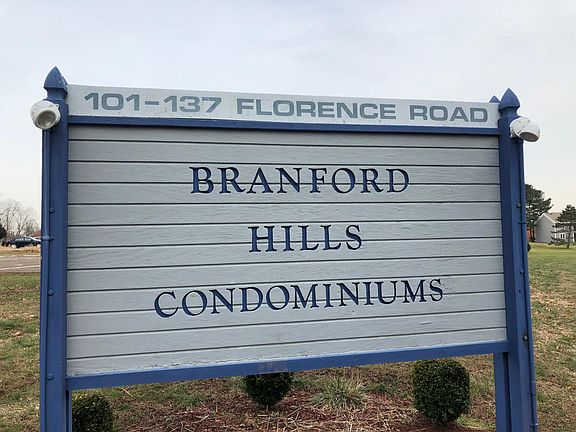 101-137 FLORENCE ROAD
BRANFORD
HILLS
CONDOMINIUMS